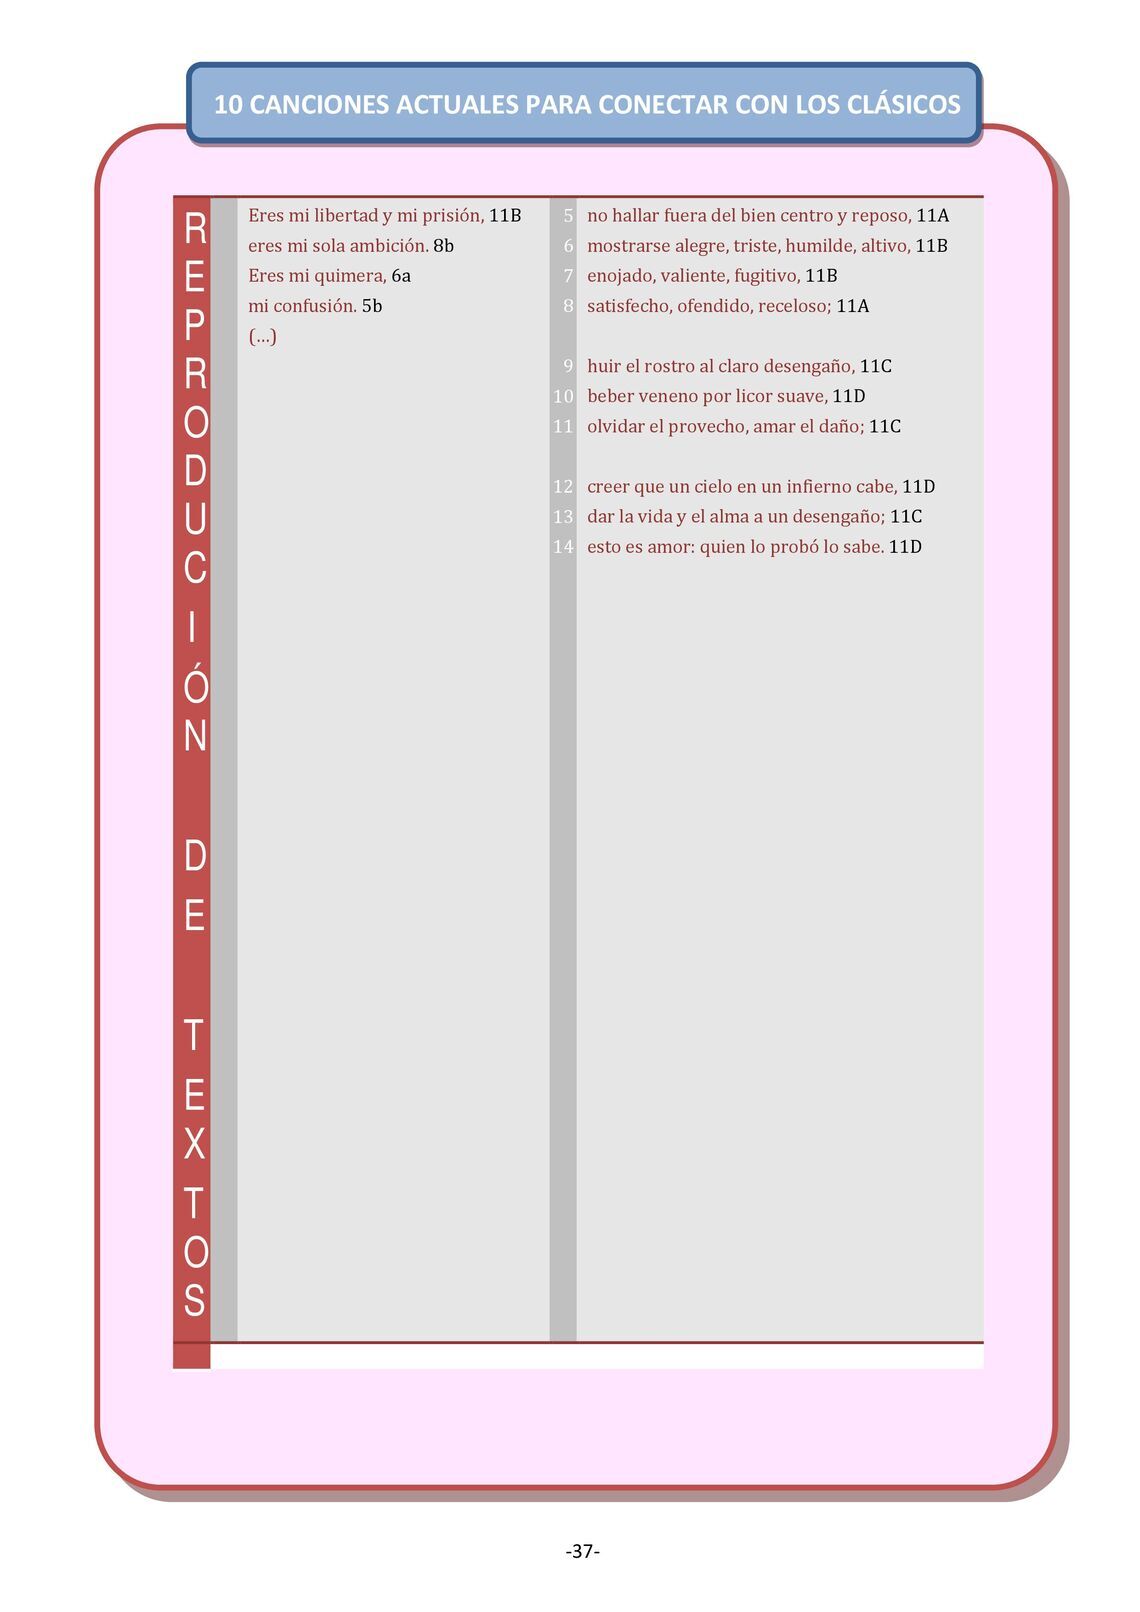 10 CANCIONES ACTUALES PARA CONECTAR CON LOS CLÁSICOS
REPRODUCIÓN DE TEXTOS
Eres mi libertad y mi prisión, 11B
eres mi sola ambición. 8b
Eres mi quimera, 6a
mi confusión. 5b
(...)
5 no hallar fuera del bien centro y reposo, 11A
6 mostrarse alegre, triste, humilde, altivo, 11B
7 enojado, valiente, fugitivo, 11B
8 satisfecho, ofendido, receloso; 11A
9 huir el rostro al claro desengaño, 11C
10 beber veneno por licor suave, 11D
11 olvidar el provecho, amar el daño; 11C
12 creer que un cielo en un infierno cabe, 11D
13 dar la vida y el alma a un desengaño; 11C
14 esto es amor: quien lo probó lo sabe. 11D
-37-